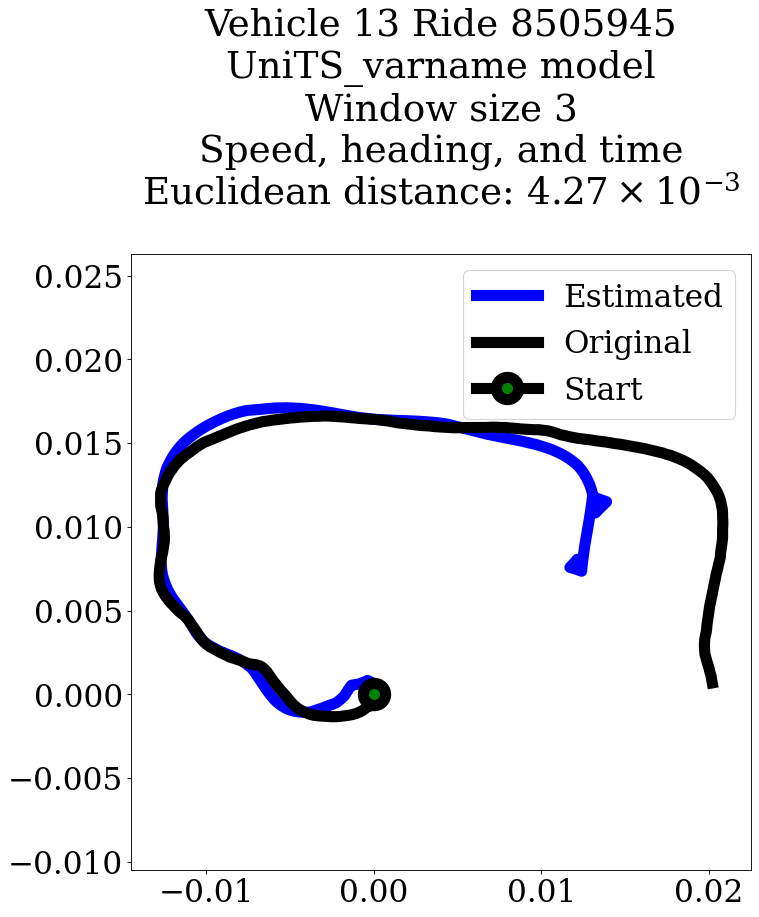 Vehicle 13 Ride 8505945
UniTS_varname model
Window size 3
Speed, heading, and time
Euclidean distance: 4.27 × 10⁻³
Estimated
Original
Start
0.025
0.020
0.015
0.010
0.005
0.000
−0.005
−0.010
−0.01 0.00 0.01 0.02